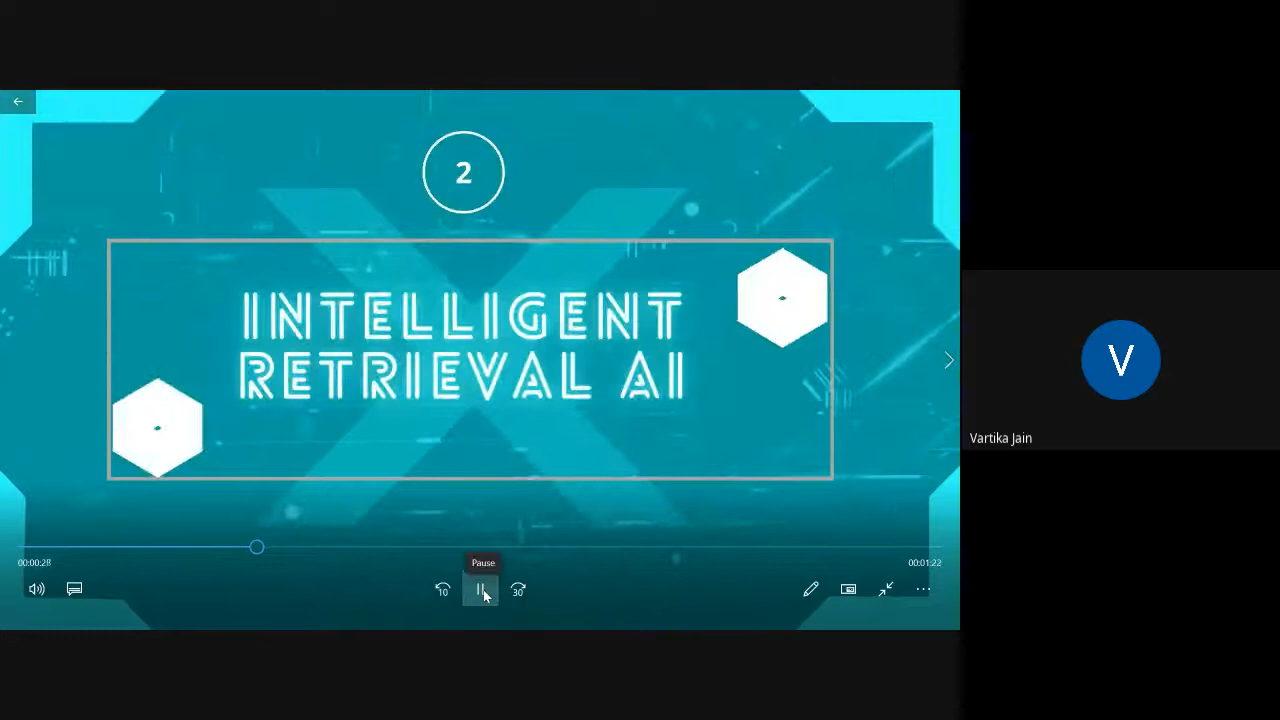 2
INTELLIGENT
RETRIEVAL AI
V
Vartika Jain
Pause
00:00:28
00:01:22
10
30